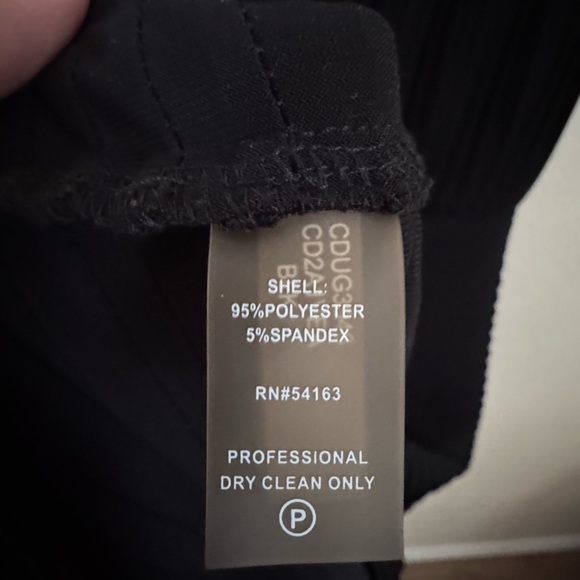 SHELL:
95%POLYESTER
5%SPANDEX
RN#54163
PROFESSIONAL
DRY CLEAN ONLY
P